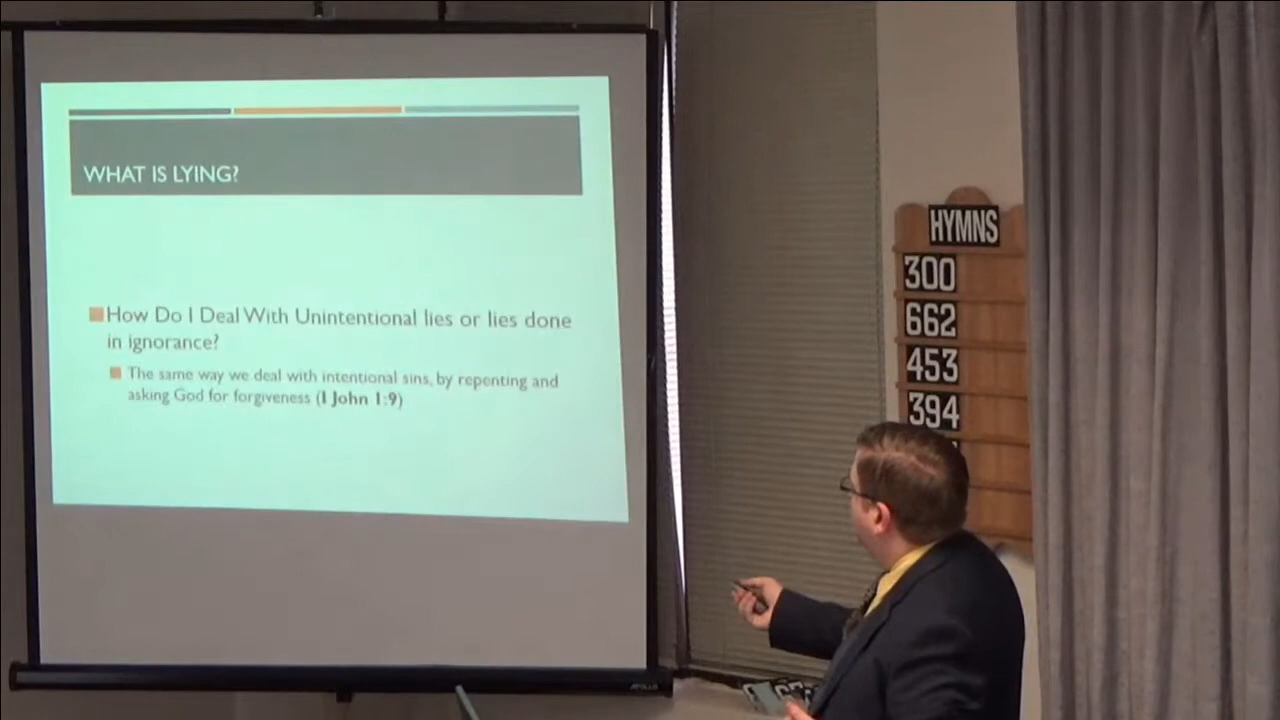 WHAT IS LYING?
How Do I Deal With Unintentional lies or lies done
in ignorance?
The same way we deal with intentional sins, by repenting and
asking God for forgiveness (I John 1:9)
HYMNS
300
662
453
394
APOLLO